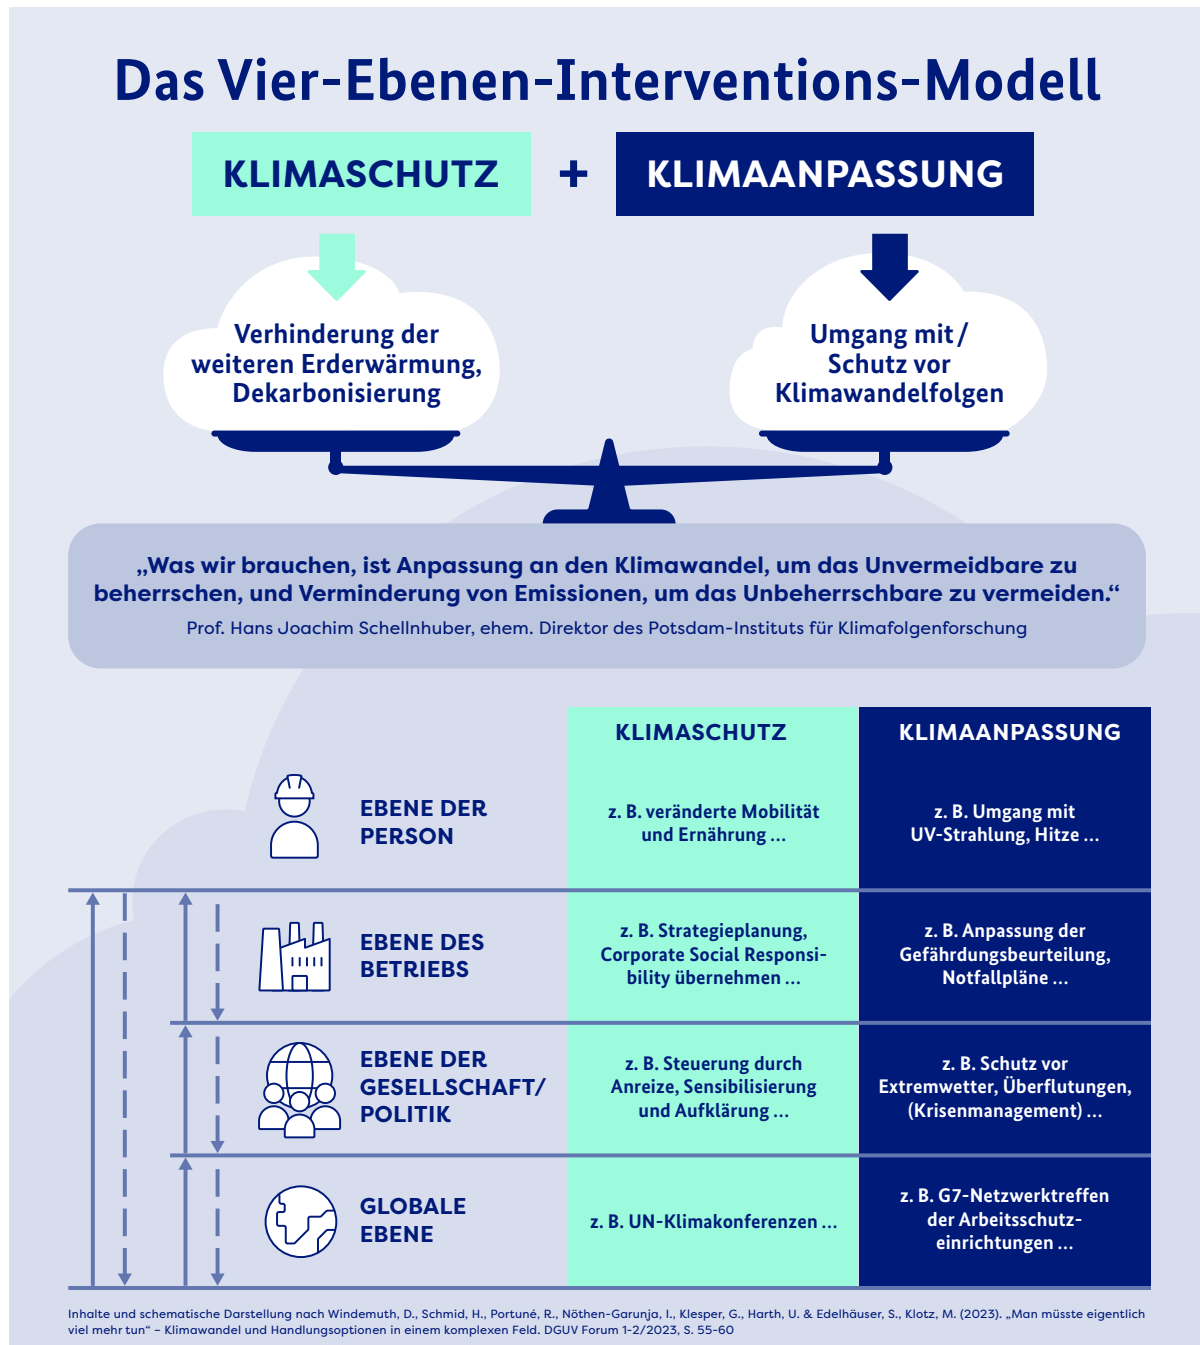 Das Vier-Ebenen-Interventions-Modell
KLIMASCHUTZ + KLIMAANPASSUNG
Verhinderung der
weiteren Erderwärmung,
Dekarbonisierung
Umgang mit/
Schutz vor
Klimawandelfolgen
„Was wir brauchen, ist Anpassung an den Klimawandel, um das Unvermeidbare zu
beherrschen, und Verminderung von Emissionen, um das Unbeherrschbare zu vermeiden.“
Prof. Hans Joachim Schellnhuber, ehem. Direktor des Potsdam-Instituts für Klimafolgenforschung
KLIMASCHUTZ
KLIMAANPASSUNG
EBENE DER
PERSON
z. B. veränderte Mobilität
und Ernährung ...
z. B. Umgang mit
UV-Strahlung, Hitze ...
EBENE DES
BETRIEBS
z. B. Strategieplanung,
Corporate Social Responsi-
bility übernehmen ...
z. B. Anpassung der
Gefährdungsbeurteilung,
Notfallpläne ...
EBENE DER
GESELLSCHAFT/
POLITIK
z. B. Steuerung durch
Anreize, Sensibilisierung
und Aufklärung ...
z. B. Schutz vor
Extremwetter, Überflutungen,
(Krisenmanagement) ...
GLOBALE
EBENE
z. B. UN-Klimakonferenzen ...
z. B. G7-Netzwerktreffen
der Arbeitsschutz-
einrichtungen ...
Inhalte und schematische Darstellung nach Windemuth, D., Schmid, H., Portuné, R., Nöthen-Garunja, I., Klesper, G., Harth, U. & Edelhäuser, S., Klotz, M. (2023). „Man müsste eigentlich
viel mehr tun“ – Klimawandel und Handlungsoptionen in einem komplexen Feld. DGUV Forum 1-2/2023, S. 55-60